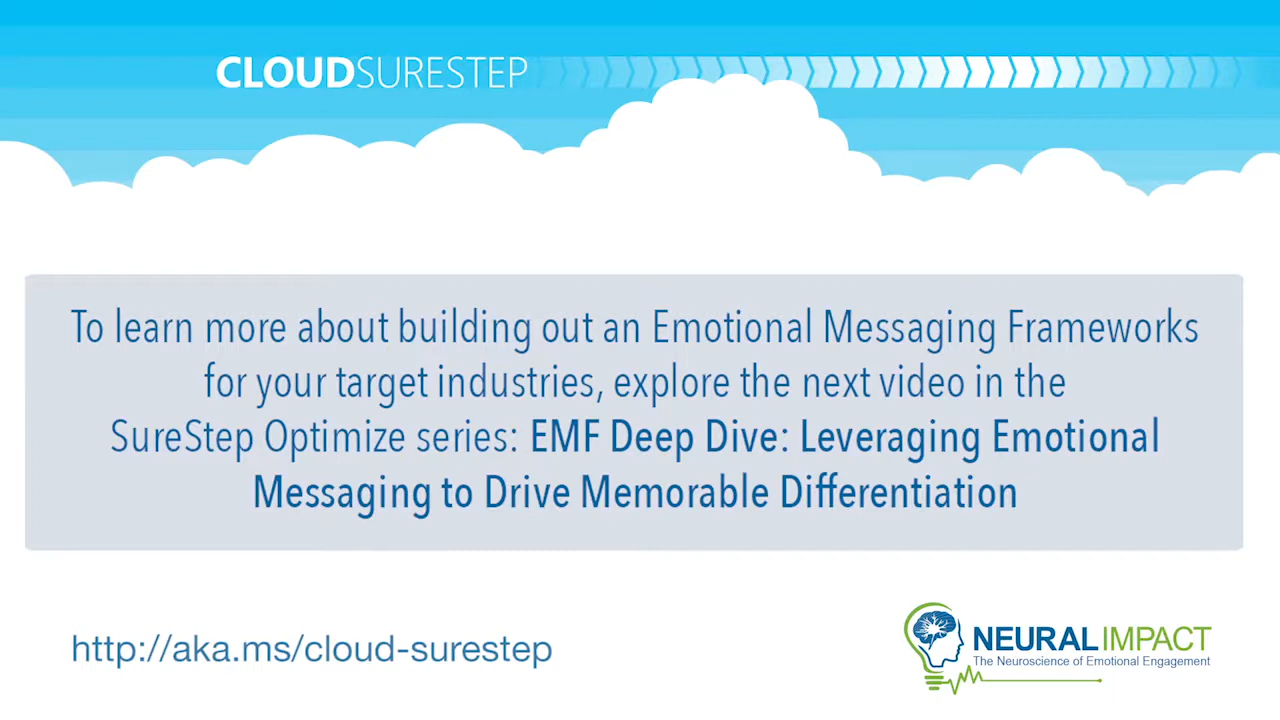 CLOUDSURESTEP
To learn more about building out an Emotional Messaging Frameworks
for your target industries, explore the next video in the
SureStep Optimize series: EMF Deep Dive: Leveraging Emotional
Messaging to Drive Memorable Differentiation
http://aka.ms/cloud-surestep
NEURALIMPACT
The Neuroscience of Emotional Engagement